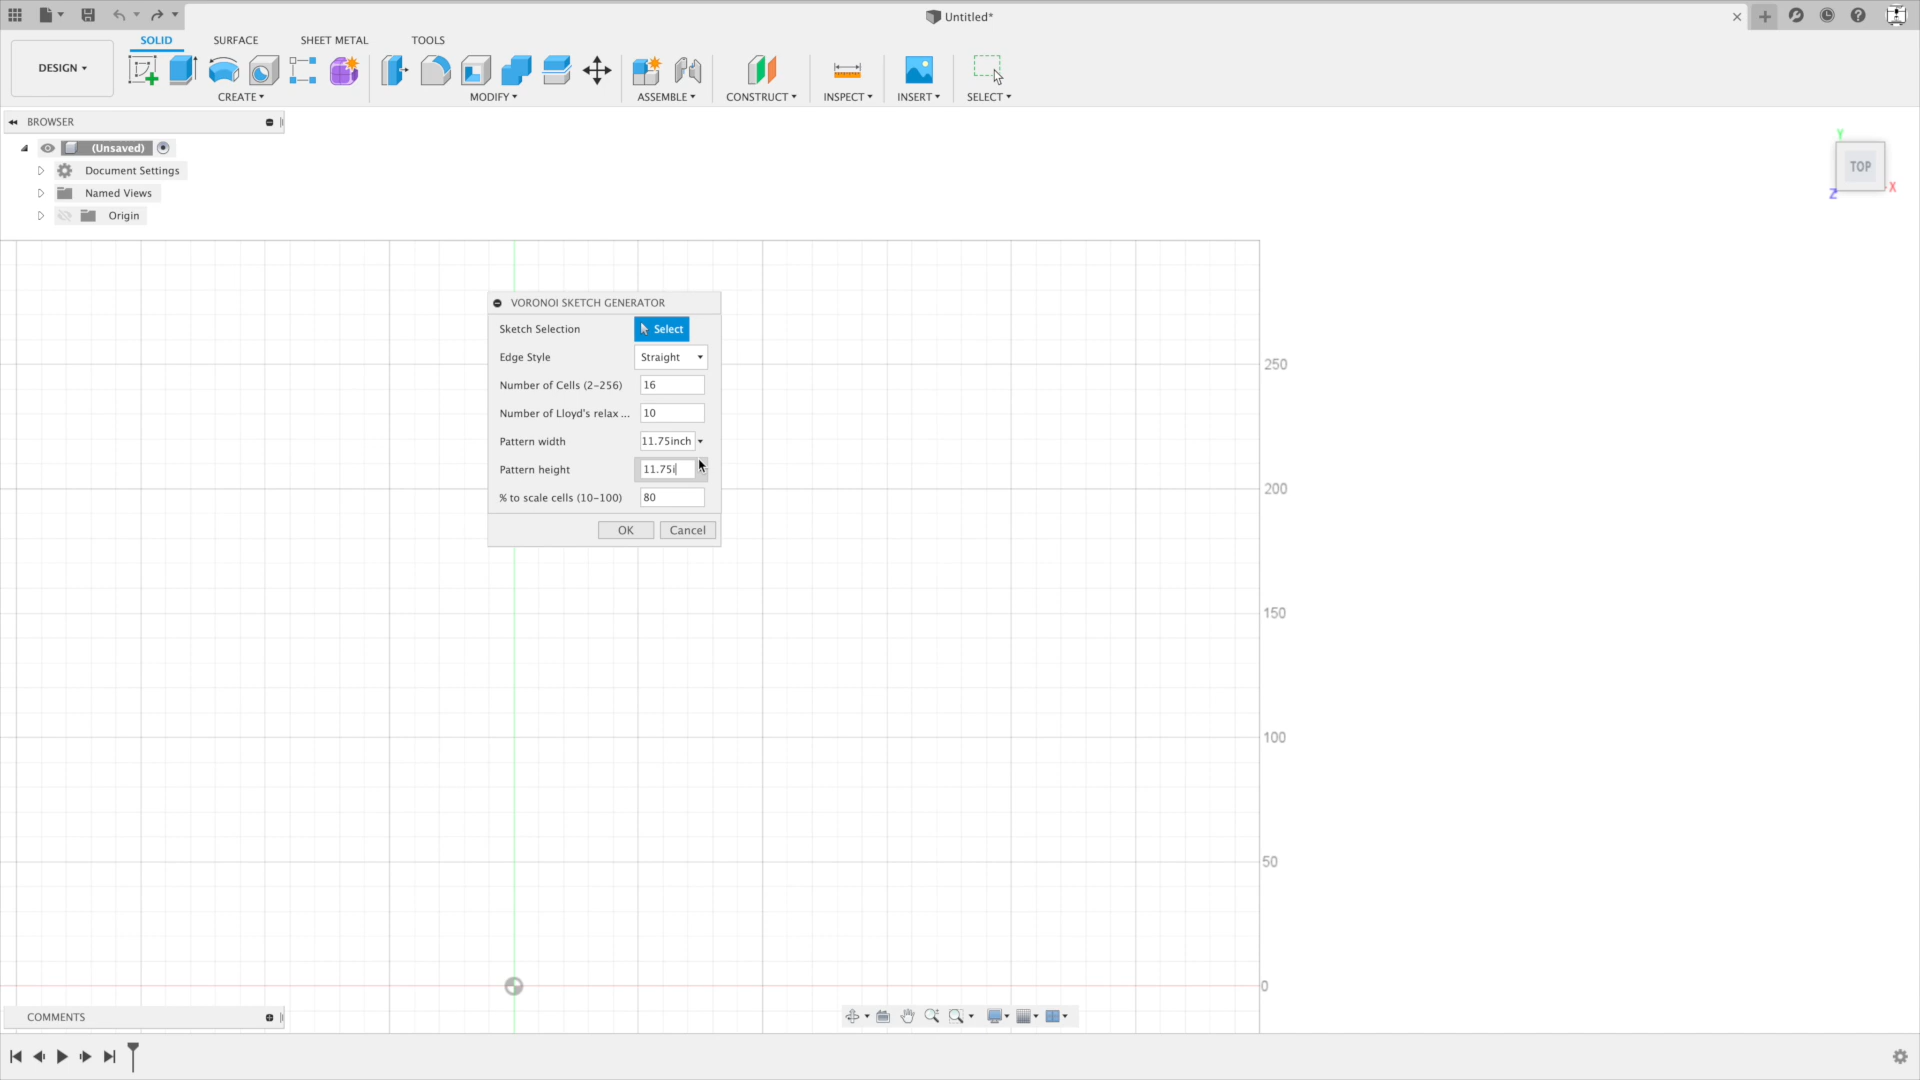 Untitled*
SOLID SURFACE SHEET METAL TOOLS
DESIGN
CREATE MODIFY ASSEMBLE CONSTRUCT INSPECT INSERT SELECT
BROWSER
(Unsaved)
Document Settings
Named Views
Origin
Y
TOP
X
Z
VORONOI SKETCH GENERATOR
Sketch Selection Select
Edge Style Straight
Number of Cells (2-256) 16
Number of Lloyd's relax ... 10
Pattern width 11.75inch
Pattern height 11.75i
% to scale cells (10-100) 80
OK Cancel
250
200
150
100
50
0
COMMENTS